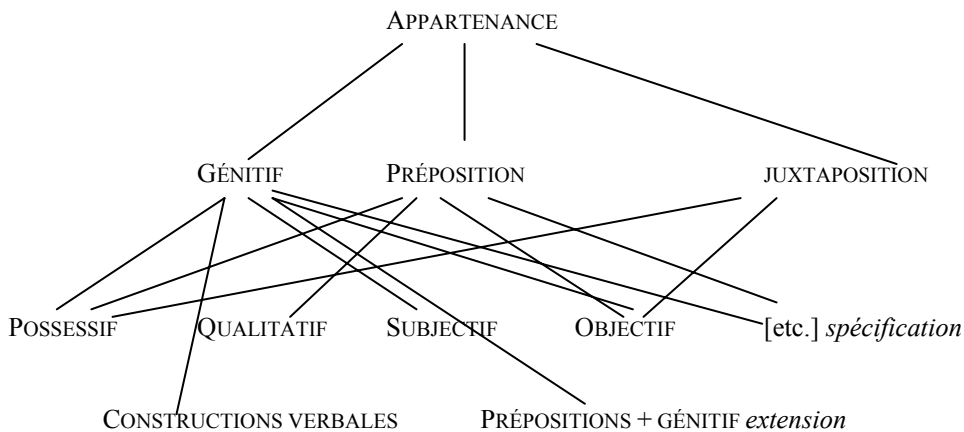 APPARTENANCE
GÉNITIF PRÉPOSITION JUXTAPOSITION
POSSESSIF QUALITATIF SUBJECTIF OBJECTIF [etc.] spécification
CONSTRUCTIONS VERBALES PRÉPOSITIONS + GÉNITIF extension